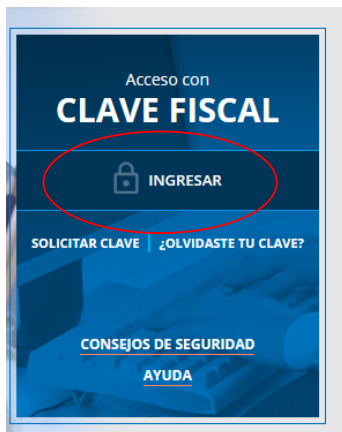 Acceso con
CLAVE FISCAL
INGRESAR
SOLICITAR CLAVE ¿OLVIDASTE TU CLAVE?
CONSEJOS DE SEGURIDAD
AYUDA